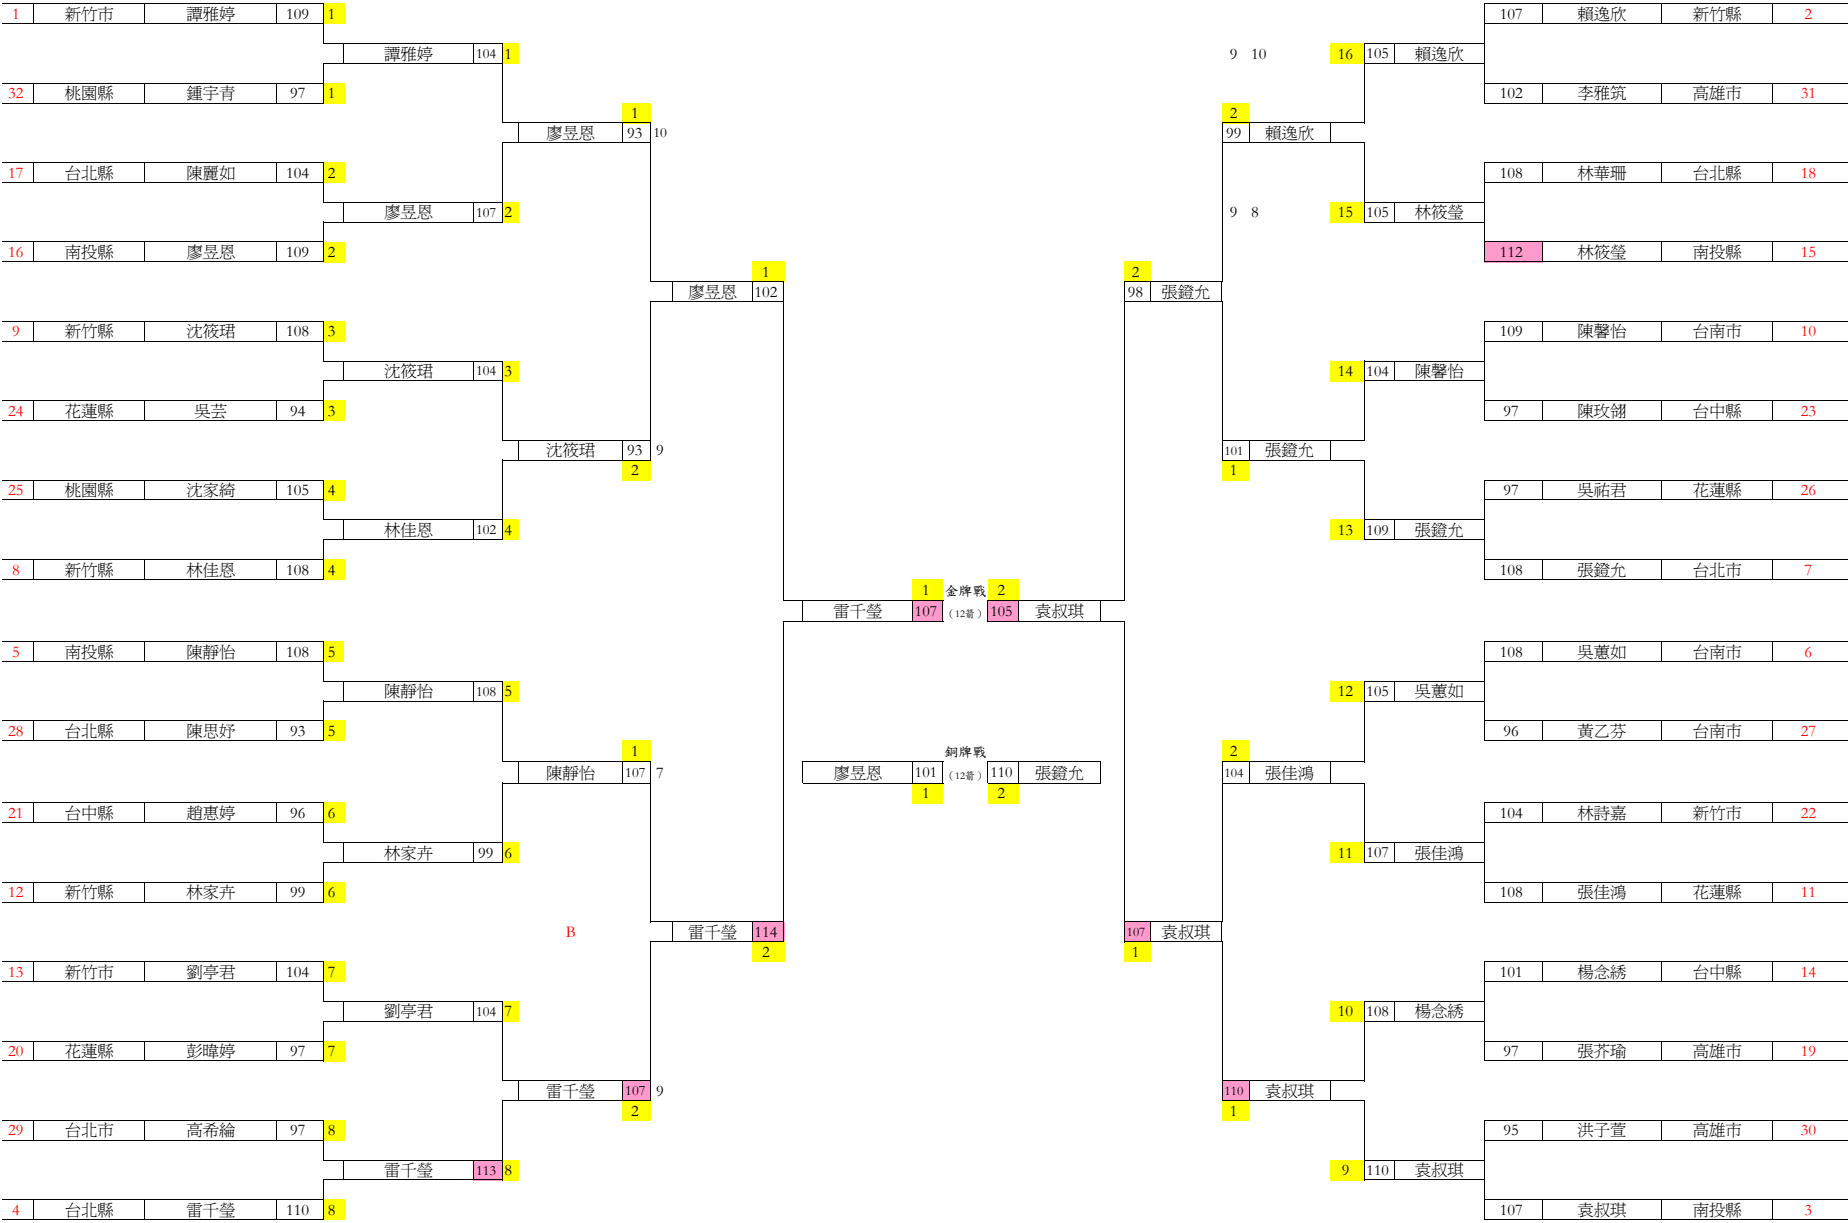 1 新竹市 譚雅婷 109 1 107 賴逸欣 新竹縣 2
譚雅婷 104 1 9 10 16 105 賴逸欣
32 桃園縣 鍾宇青 97 1 102 李雅筑 高雄市 31
1 2
廖昱恩 93 10 99 賴逸欣
17 台北縣 陳麗如 104 2 108 林華珊 台北縣 18
廖昱恩 107 2 9 8 15 105 林筱瑩
16 南投縣 廖昱恩 109 2 112 林筱瑩 南投縣 15
1 2
廖昱恩 102 98 張鐙允
9 新竹縣 沈筱珺 108 3 109 陳馨怡 台南市 10
沈筱珺 104 3 14 104 陳馨怡
24 花蓮縣 吳芸 94 3 97 陳玫翎 台中縣 23
沈筱珺 93 9 101 張鐙允
2 1
25 桃園縣 沈家綺 105 4 97 吳祐君 花蓮縣 26
林佳恩 102 4 13 109 張鐙允
8 新竹縣 林佳恩 108 4 108 張鐙允 台北市 7
1 金牌戰 2
雷千瑩 107 (12箭) 105 袁叔琪
5 南投縣 陳靜怡 108 5 108 吳蕙如 台南市 6
陳靜怡 108 5 12 105 吳蕙如
28 台北縣 陳思妤 93 5 96 黃乙芬 台南市 27
1 銅牌戰 2
陳靜怡 107 7 廖昱恩 101 (12箭) 110 張鐙允 104 張佳鴻
1 2
21 台中縣 趙惠婷 96 6 104 林詩嘉 新竹市 22
林家卉 99 6 11 107 張佳鴻
12 新竹縣 林家卉 99 6 108 張佳鴻 花蓮縣 11
B 雷千瑩 114 107 袁叔琪
2 1
13 新竹市 劉亭君 104 7 101 楊念綉 台中縣 14
劉亭君 104 7 10 108 楊念綉
20 花蓮縣 彭暐婷 97 7 97 張芥瑜 高雄市 19
雷千瑩 107 9 110 袁叔琪
2 1
29 台北市 高希綸 97 8 95 洪子萱 高雄市 30
雷千瑩 113 8 9 110 袁叔琪
4 台北縣 雷千瑩 110 8 107 袁叔琪 南投縣 3